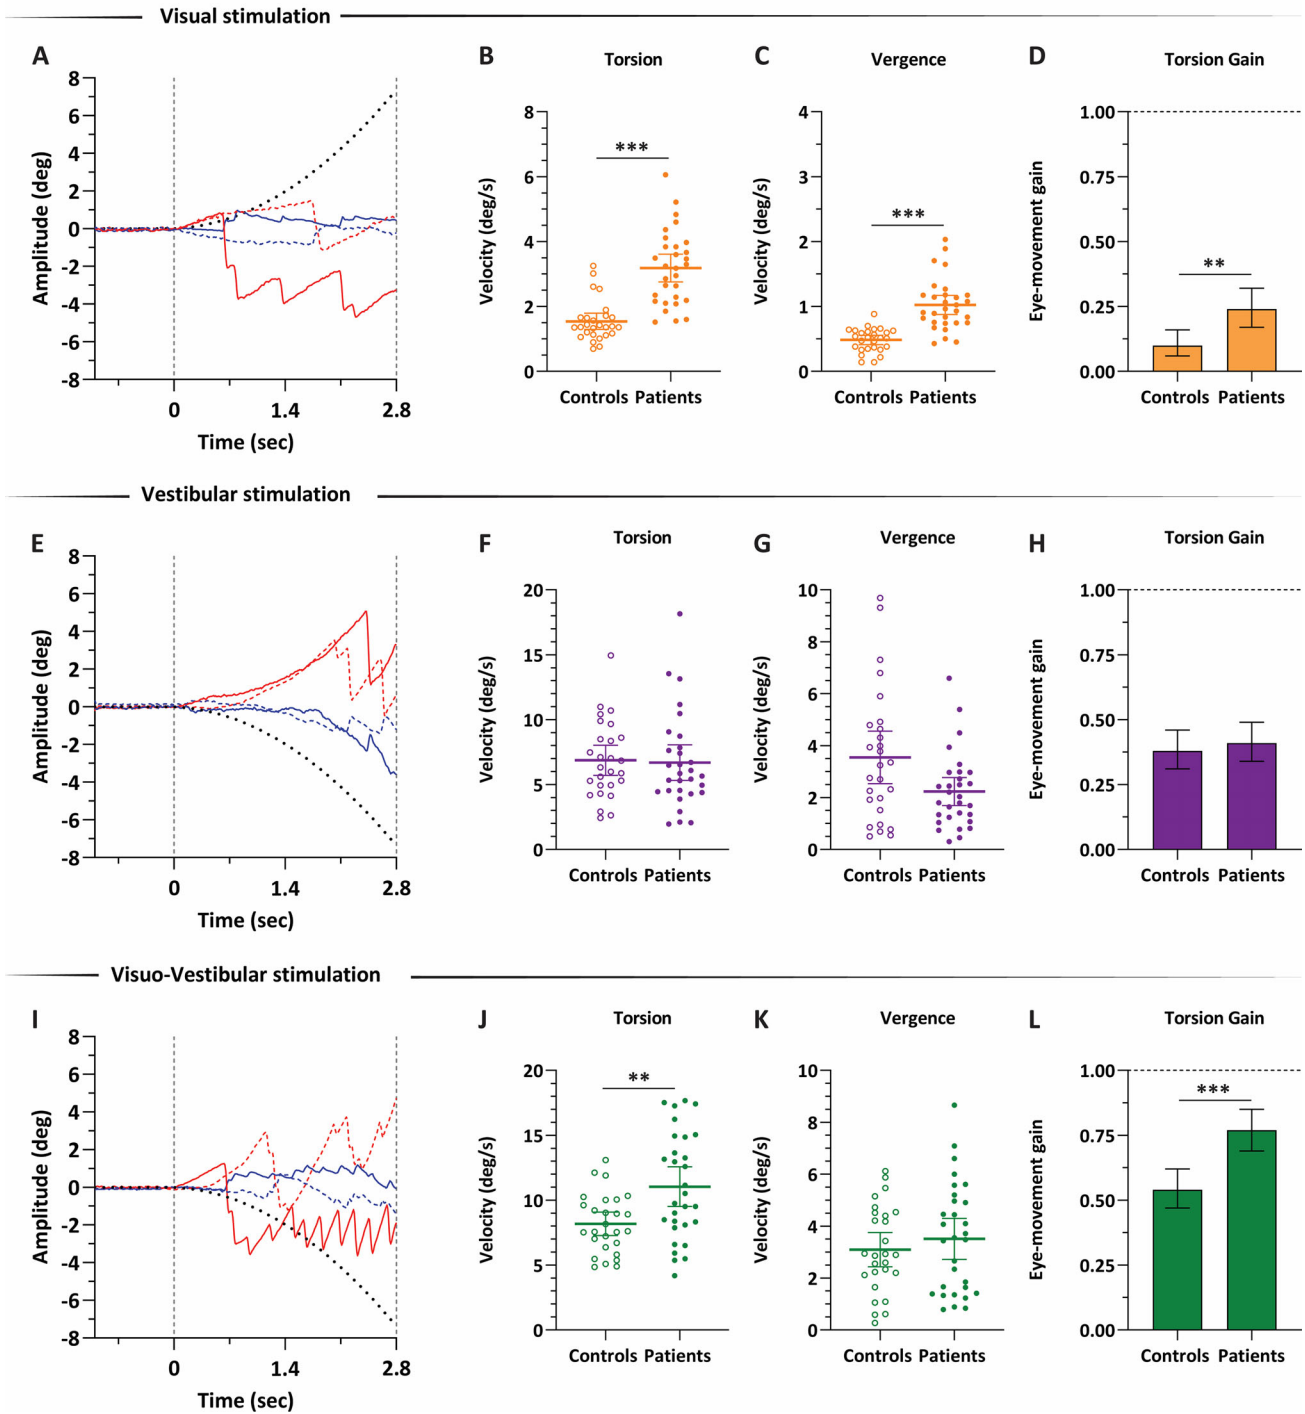 Visual stimulation
A
8
6
4
2
0
-2
-4
-6
-8
Amplitude (deg)
0
1.4
2.8
Time (sec)
B
Torsion
8
6
4
2
0
Velocity (deg/s)
***
Controls Patients
C
Vergence
4
3
2
1
0
Velocity (deg/s)
***
Controls Patients
D
Torsion Gain
1.00
0.75
0.50
0.25
0.00
Eye-movement gain
**
Controls Patients
Vestibular stimulation
E
8
6
4
2
0
-2
-4
-6
-8
Amplitude (deg)
0
1.4
2.8
Time (sec)
F
Torsion
20
15
10
5
0
Velocity (deg/s)
Controls Patients
G
Vergence
10
8
6
4
2
0
Velocity (deg/s)
Controls Patients
H
Torsion Gain
1.00
0.75
0.50
0.25
0.00
Eye-movement gain
Controls Patients
Visuo-Vestibular stimulation
I
8
6
4
2
0
-2
-4
-6
-8
Amplitude (deg)
0
1.4
2.8
Time (sec)
J
Torsion
20
15
10
5
0
Velocity (deg/s)
**
Controls Patients
K
Vergence
10
8
6
4
2
0
Velocity (deg/s)
Controls Patients
L
Torsion Gain
1.00
0.75
0.50
0.25
0.00
Eye-movement gain
***
Controls Patients